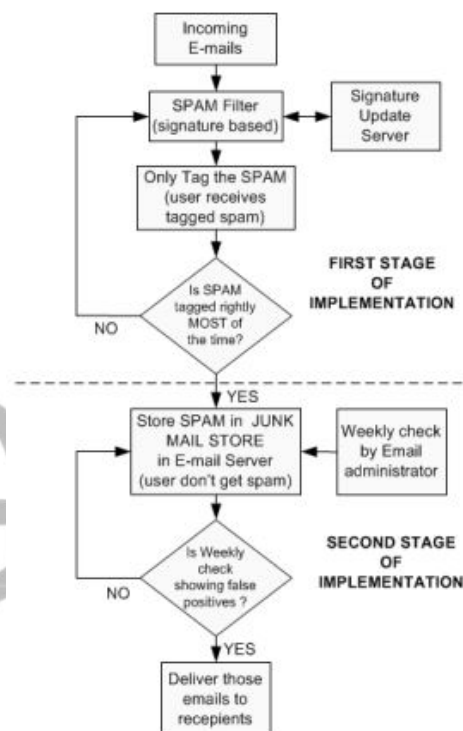 Incoming
E-mails
SPAM Filter
(signature based)
Signature
Update
Server
Only Tag the SPAM
(user receives
tagged spam)
FIRST STAGE
OF
IMPLEMENTATION
Is SPAM
tagged rightly
MOST of
the time?
NO
YES
Store SPAM in JUNK
MAIL STORE
in E-mail Server
(user don't get spam)
Weekly check
by Email
administrator
SECOND STAGE
OF
IMPLEMENTATION
Is Weekly
check
showing false
positives ?
NO
YES
Deliver those
emails to
recepients